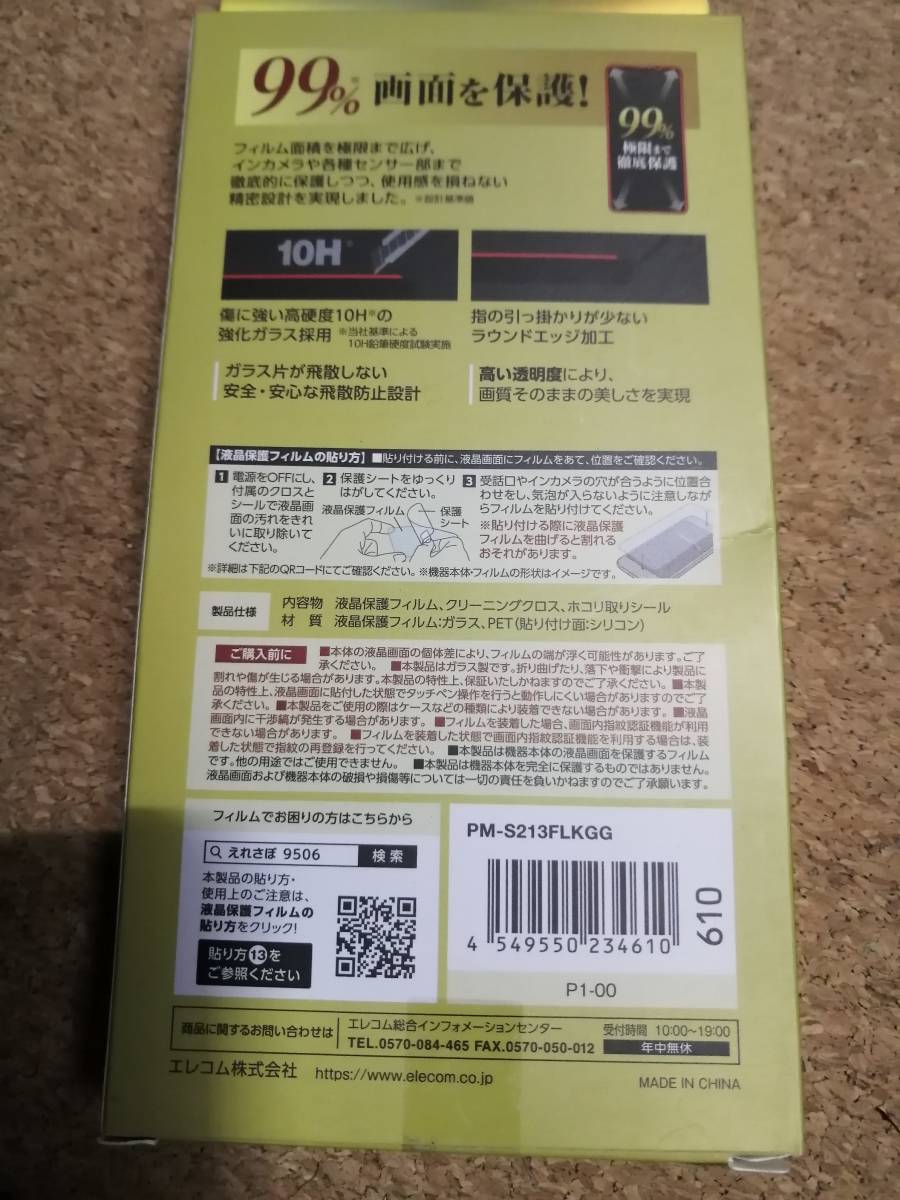 99%※画面を保護!
99%
極限まで
徹底保護
フィルム面積を極限まで広げ、
インカメラや各種センサー部まで
徹底的に保護しつつ、使用感を損ねない
精密設計を実現しました。※設計基準値
10H※
傷に強い高硬度10H※の
強化ガラス採用 ※当社基準による
10H鉛筆硬度試験実施
指の引っ掛かりが少ない
ラウンドエッジ加工
ガラス片が飛散しない
安全・安心な飛散防止設計
高い透明度により、
画質そのままの美しさを実現
【液晶保護フィルムの貼り方】■貼り付ける前に、液晶画面にフィルムをあて、位置をご確認ください。
1 電源をOFFにし、
付属のクロスと
シールで液晶画
面の汚れをきれ
いに取り除いて
ください。
2 保護シートをゆっくり
はがしてください。
液晶保護フィルム
保護
シート
3 受話口やインカメラの穴が合うように位置合
わせをし、気泡が入らないように注意しなが
らフィルムを貼り付けてください。
※貼り付ける際に液晶保護
フィルムを曲げると割れる
おそれがあります。
※詳細は下記のQRコードにてご確認ください。※機器本体・フィルムの形状はイメージです。
製品仕様
内容物 液晶保護フィルム、クリーニングクロス、ホコリ取りシール
材 質 液晶保護フィルム:ガラス、PET(貼り付け面:シリコン)
ご購入前に ■本体の液晶画面の個体差により、フィルムの端が浮く可能性があります。ご了
承ください。 ■本製品はガラス製です。折り曲げたり、落下や衝撃により製品に
割れや傷が生じる場合があります。本製品の特性上、保証いたしかねますのでご了承ください。■本製
品の特性上、液晶画面に貼付した状態でタッチペン操作を行うと動作しにくい場合がありますのでご了
承ください。■本製品をご使用の際はケースなどの種類により装着できない場合があります。■液晶
画面内に干渉縞が発生する場合があります。■フィルムを装着した場合、画面内指紋認証機能が利用
できない場合があります。 ■フィルムを装着した状態で画面内指紋認証機能を利用する場合は、装
着した状態で指紋の再登録を行ってください。 ■本製品は機器本体の液晶画面を保護するフィルム
です。他の用途ではご使用できません。 ■本製品は機器本体を完全に保護するものではありません。
液晶画面および機器本体の破損や損傷等については一切の責任を負いかねますのでご了承願います。
フィルムでお困りの方はこちらから
えれさぽ 9506 検索
本製品の貼り方・
使用上のご注意は、
液晶保護フィルムの
貼り方をクリック!
貼り方13を
ご参照ください
PM-S213FLKGG
4 549550 234610
610
P1-00
商品に関するお問い合わせは
エレコム総合インフォメーションセンター
TEL.0570-084-465 FAX.0570-050-012
受付時間 10:00~19:00
年中無休
エレコム株式会社 https://www.elecom.co.jp
MADE IN CHINA